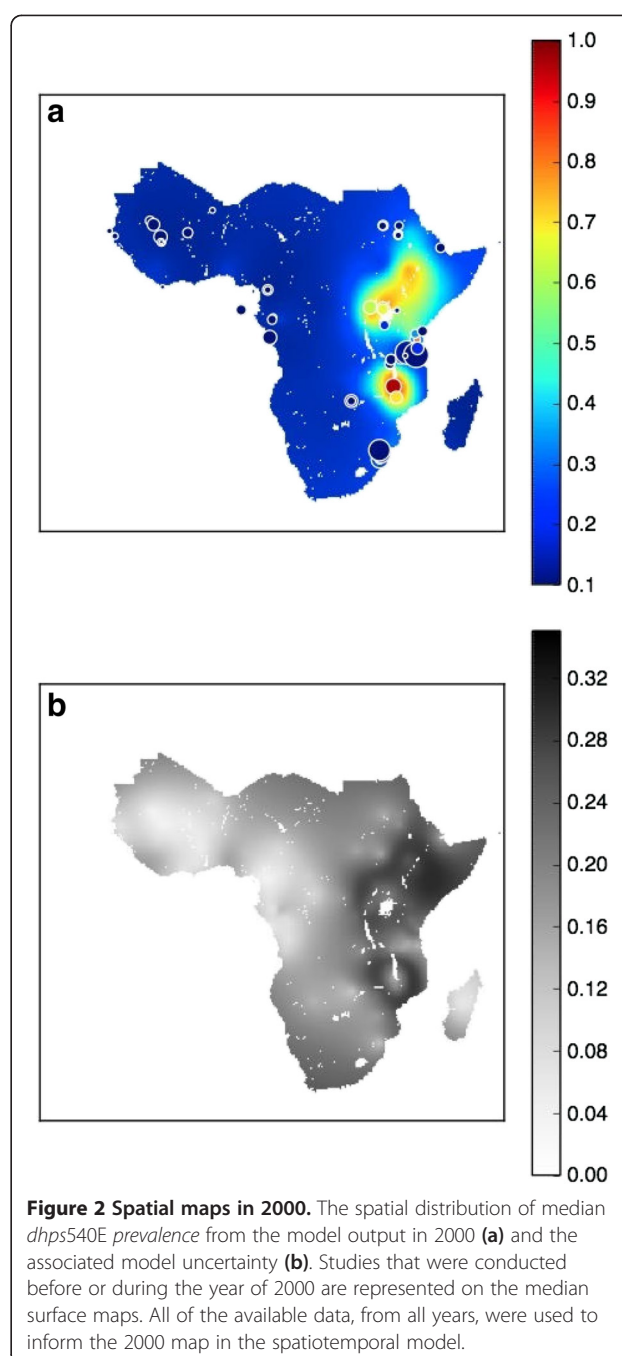 a
1.0
0.9
0.8
0.7
0.6
0.5
0.4
0.3
0.2
0.1
b
0.32
0.28
0.24
0.20
0.16
0.12
0.08
0.04
0.00
Figure 2 Spatial maps in 2000. The spatial distribution of median
dhps540E prevalence from the model output in 2000 (a) and the
associated model uncertainty (b). Studies that were conducted
before or during the year of 2000 are represented on the median
surface maps. All of the available data, from all years, were used to
inform the 2000 map in the spatiotemporal model.